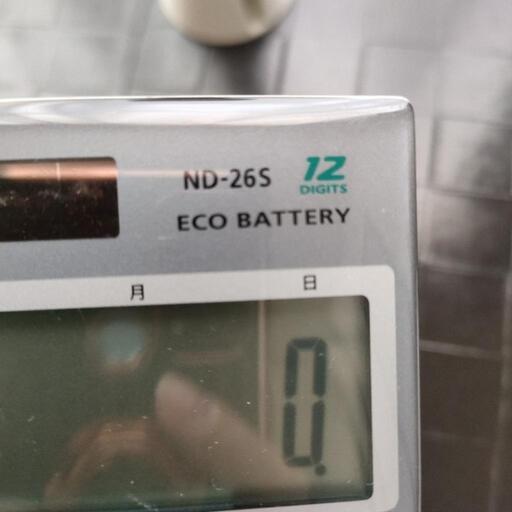 ND-26S 12 DIGITS
ECO BATTERY
月 日
0.